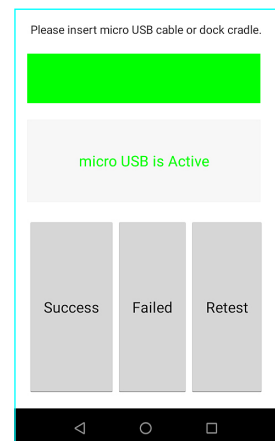 Please insert micro USB cable or dock cradle.
micro USB is Active
Success Failed Retest